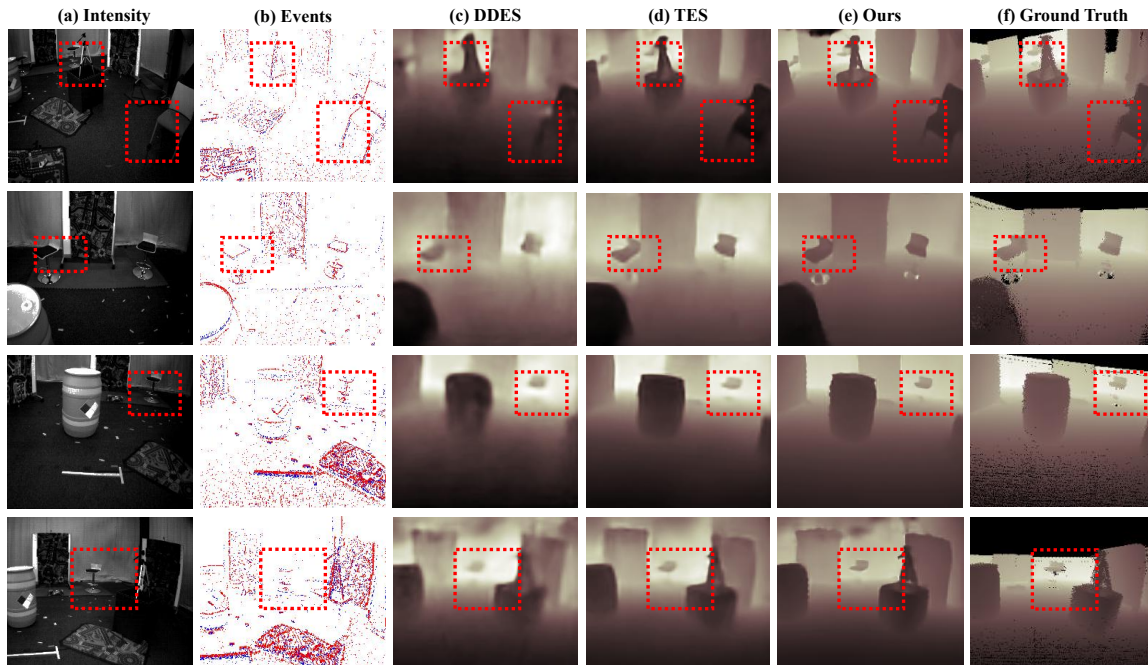 (a) Intensity
(b) Events
(c) DDES
(d) TES
(e) Ours
(f) Ground Truth